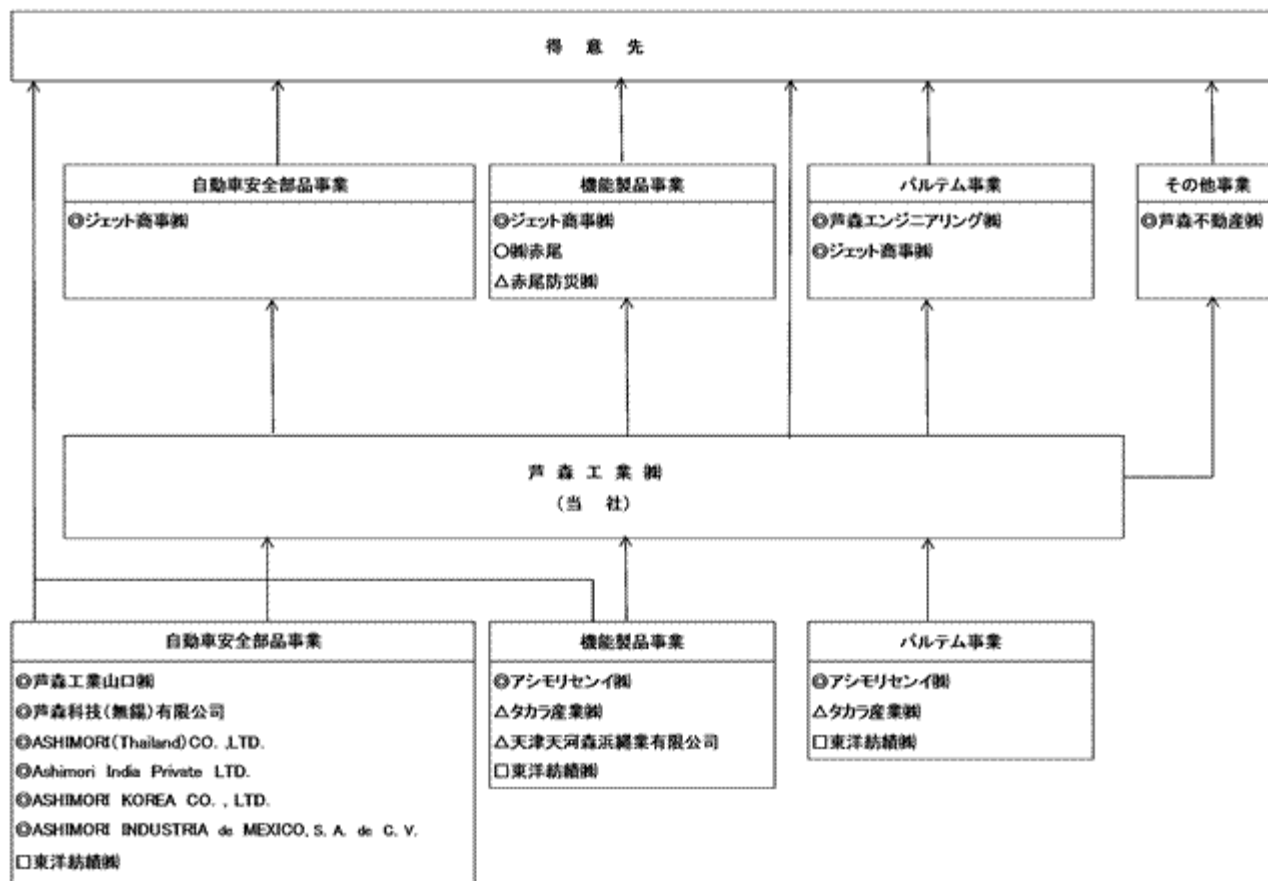 得 意 先
自動車安全部品事業
◎ジェット商事㈱
機能製品事業
◎ジェット商事㈱
○㈱赤尾
△赤尾防災㈱
パルテム事業
◎芦森エンジニアリング㈱
◎ジェット商事㈱
その他事業
◎芦森不動産㈱
芦 森 工 業 ㈱
(当 社)
自動車安全部品事業
◎芦森工業山口㈱
◎芦森科技(無錫)有限公司
◎ASHIMORI(Thailand)CO.,LTD.
◎Ashimori India Private LTD.
◎ASHIMORI KOREA CO.,LTD.
◎ASHIMORI INDUSTRIA de MEXICO,S.A. de C.V.
□東洋紡績㈱
機能製品事業
◎アシモリセンイ㈱
△タカラ産業㈱
△天津天河森浜縄業有限公司
□東洋紡績㈱
パルテム事業
◎アシモリセンイ㈱
△タカラ産業㈱
□東洋紡績㈱